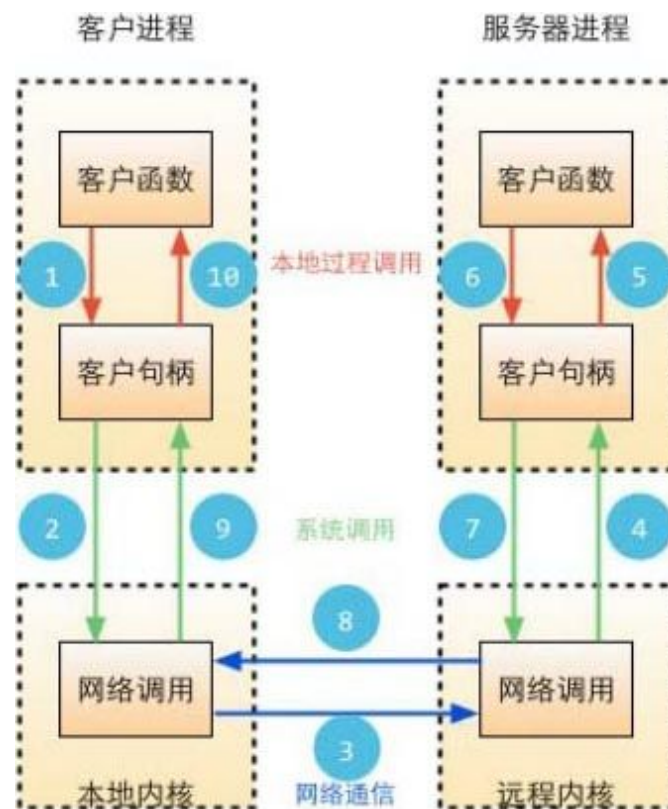 客户进程
服务器进程
客户函数
客户函数
1
10
本地过程调用
6
5
客户句柄
客户句柄
2
9
系统调用
7
4
8
网络调用
网络调用
3
本地内核
网络通信
远程内核